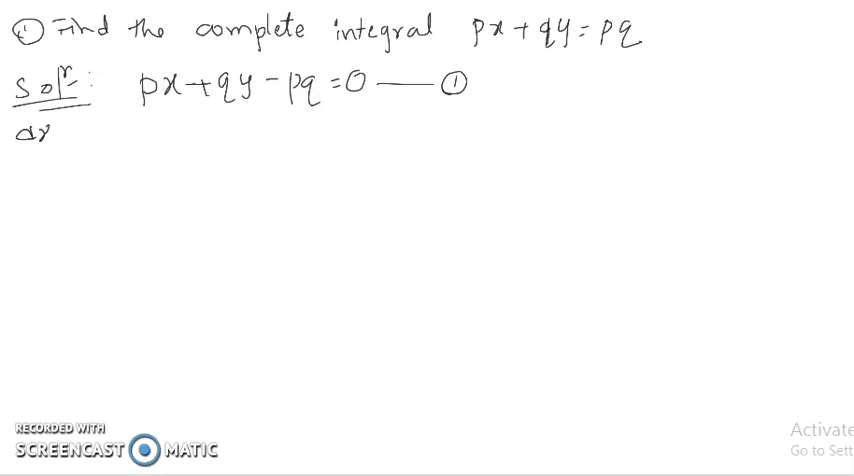 ① Find the complete integral px + qy = pq.
Solⁿ: px + qy - pq = 0 —— ①
dx
RECORDED WITH
SCREENCAST MATIC
Activate
Go to Sett